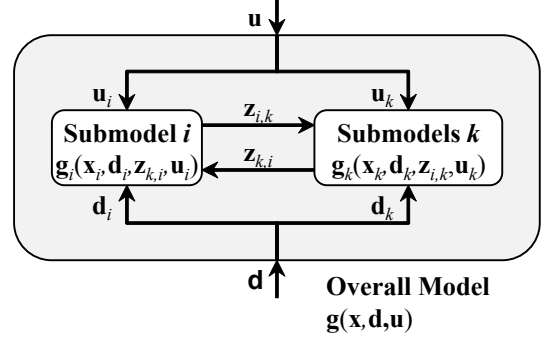 u
u_i
u_k
z_{i,k}
Submodel i
g_i(x_i,d_i,z_{k,i},u_i)
Submodels k
g_k(x_k,d_k,z_{i,k},u_k)
z_{k,i}
d_i
d_k
d
Overall Model
g(x,d,u)